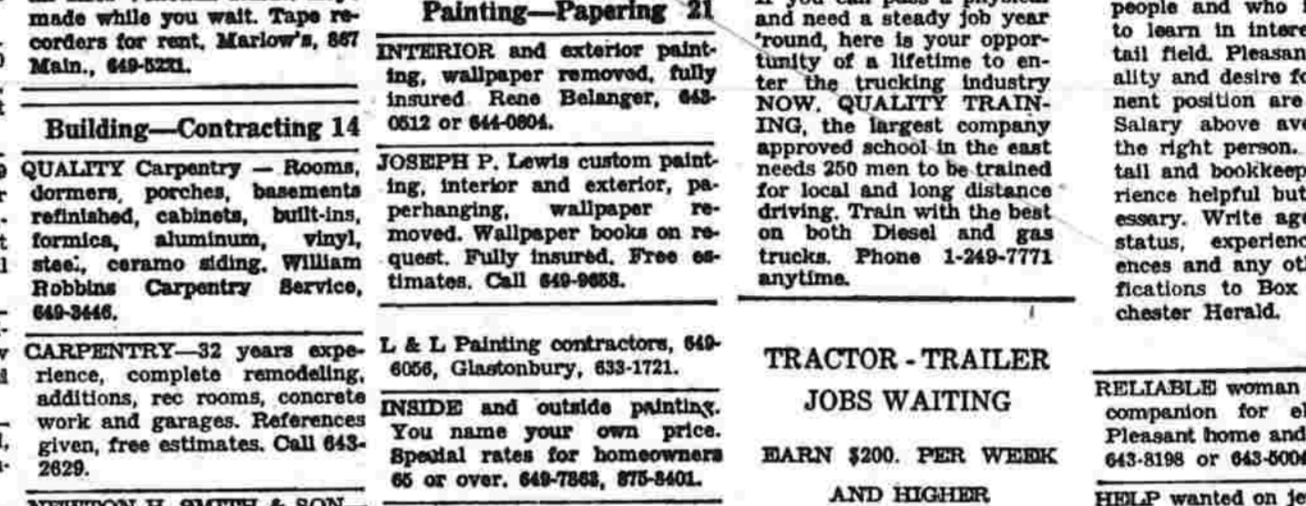 made while you wait. Tape re-
corders for rent, Marlow's, 867
Main., 649-5221.
Building—Contracting 14
QUALITY Carpentry — Rooms,
dormers, porches, basements
refinished, cabinets, built-ins,
formica, aluminum, vinyl,
steel, ceramo siding. William
Robbins Carpentry Service,
649-3446.
CARPENTRY—32 years expe-
rience, complete remodeling,
additions, rec rooms, concrete
work and garages. References
given, free estimates. Call 643-
2629.
NEWTON H. SMITH & SON—
Painting—Papering 21
INTERIOR and exterior paint-
ing, wallpaper removed, fully
insured. Rene Belanger, 643-
0512 or 644-0804.
JOSEPH P. Lewis custom paint-
ing, interior and exterior, pa-
perhanging, wallpaper re-
moved. Wallpaper books on re-
quest. Fully insured. Free es-
timates. Call 649-9658.
L & L Painting contractors, 649-
6056, Glastonbury, 633-1721.
INSIDE and outside painting.
You name your own price.
Special rates for homeowners
65 or over. 649-7863, 875-8401.
if you can pass a physical
and need a steady job year
'round, here is your oppor-
tunity of a lifetime to en-
ter the trucking industry
NOW. QUALITY TRAIN-
ING, the largest company
approved school in the east
needs 250 men to be trained
for local and long distance
driving. Train with the best
on both Diesel and gas
trucks. Phone 1-249-7771
anytime.
TRACTOR - TRAILER
JOBS WAITING
EARN $200. PER WEEK
AND HIGHER
people and who
to learn in intere
tail field. Pleasan
ality and desire fo
nent position are
Salary above ave
the right person.
tail and bookkeep
rience helpful but
essary. Write age
status, experienc
ences and any oth
fications to Box
chester Herald.
RELIABLE woman
companion for el
Pleasant home and
643-8198 or 643-5004
HELP wanted on je